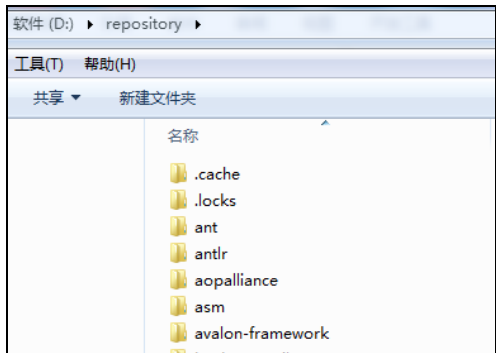 软件 (D:) ▸ repository ▸
工具(T) 帮助(H)
共享 ▼ 新建文件夹
名称
.cache
.locks
ant
antlr
aopalliance
asm
avalon-framework